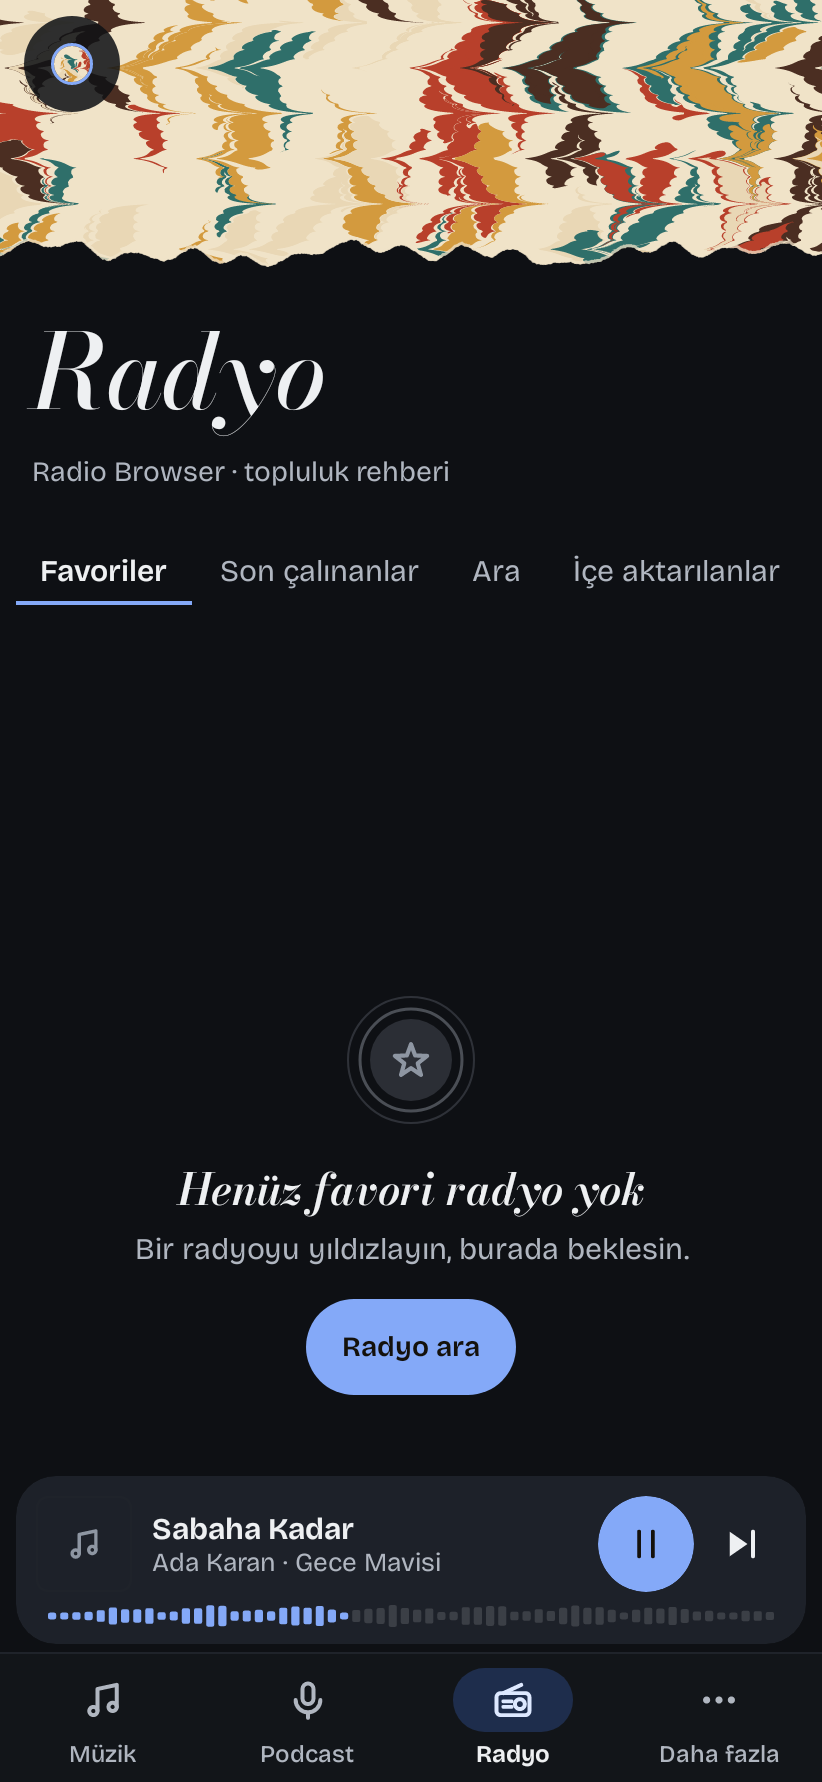 Radyo
Radio Browser · topluluk rehberi
Favoriler
Son çalınanlar
Ara
İçe aktarılanlar
Henüz favori radyo yok
Bir radyoyu yıldızlayın, burada beklesin.
Radyo ara
Sabaha Kadar
Ada Karan · Gece Mavisi
Müzik
Podcast
Radyo
Daha fazla